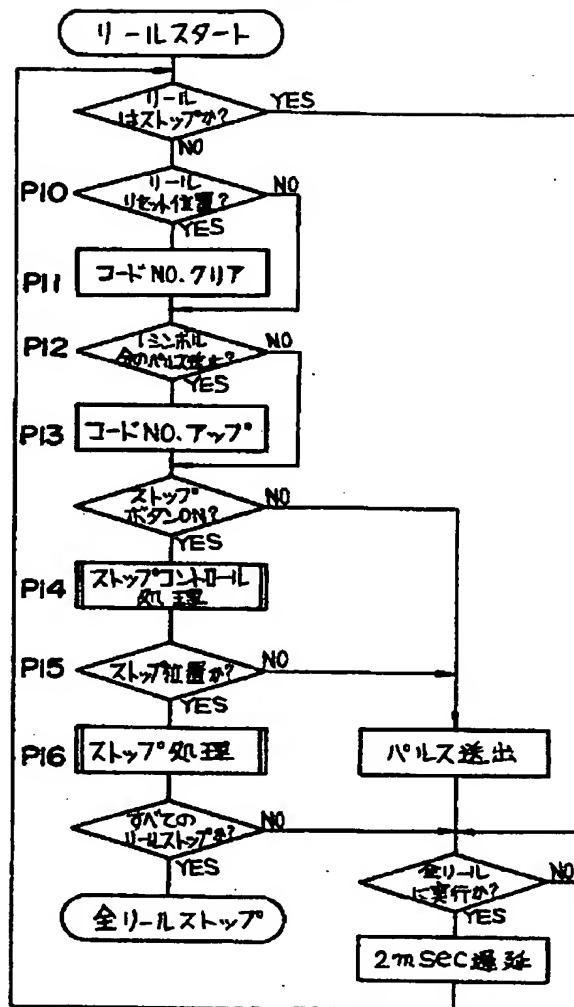 リールスタート
リール
はストップか?
YES
NO
P10
リール
リセット位置?
NO
YES
P11
コードNO.クリア
P12
1シンボル
分のパルス送出?
NO
YES
P13
コードNO.アップ
ストップ
ボタンON?
NO
YES
P14
ストップコントロール
処理
P15
ストップ位置か?
NO
YES
P16
ストップ処理
パルス送出
すべての
リールストップか?
NO
YES
全リール
に実行か?
NO
YES
全リールストップ
2msec遅延